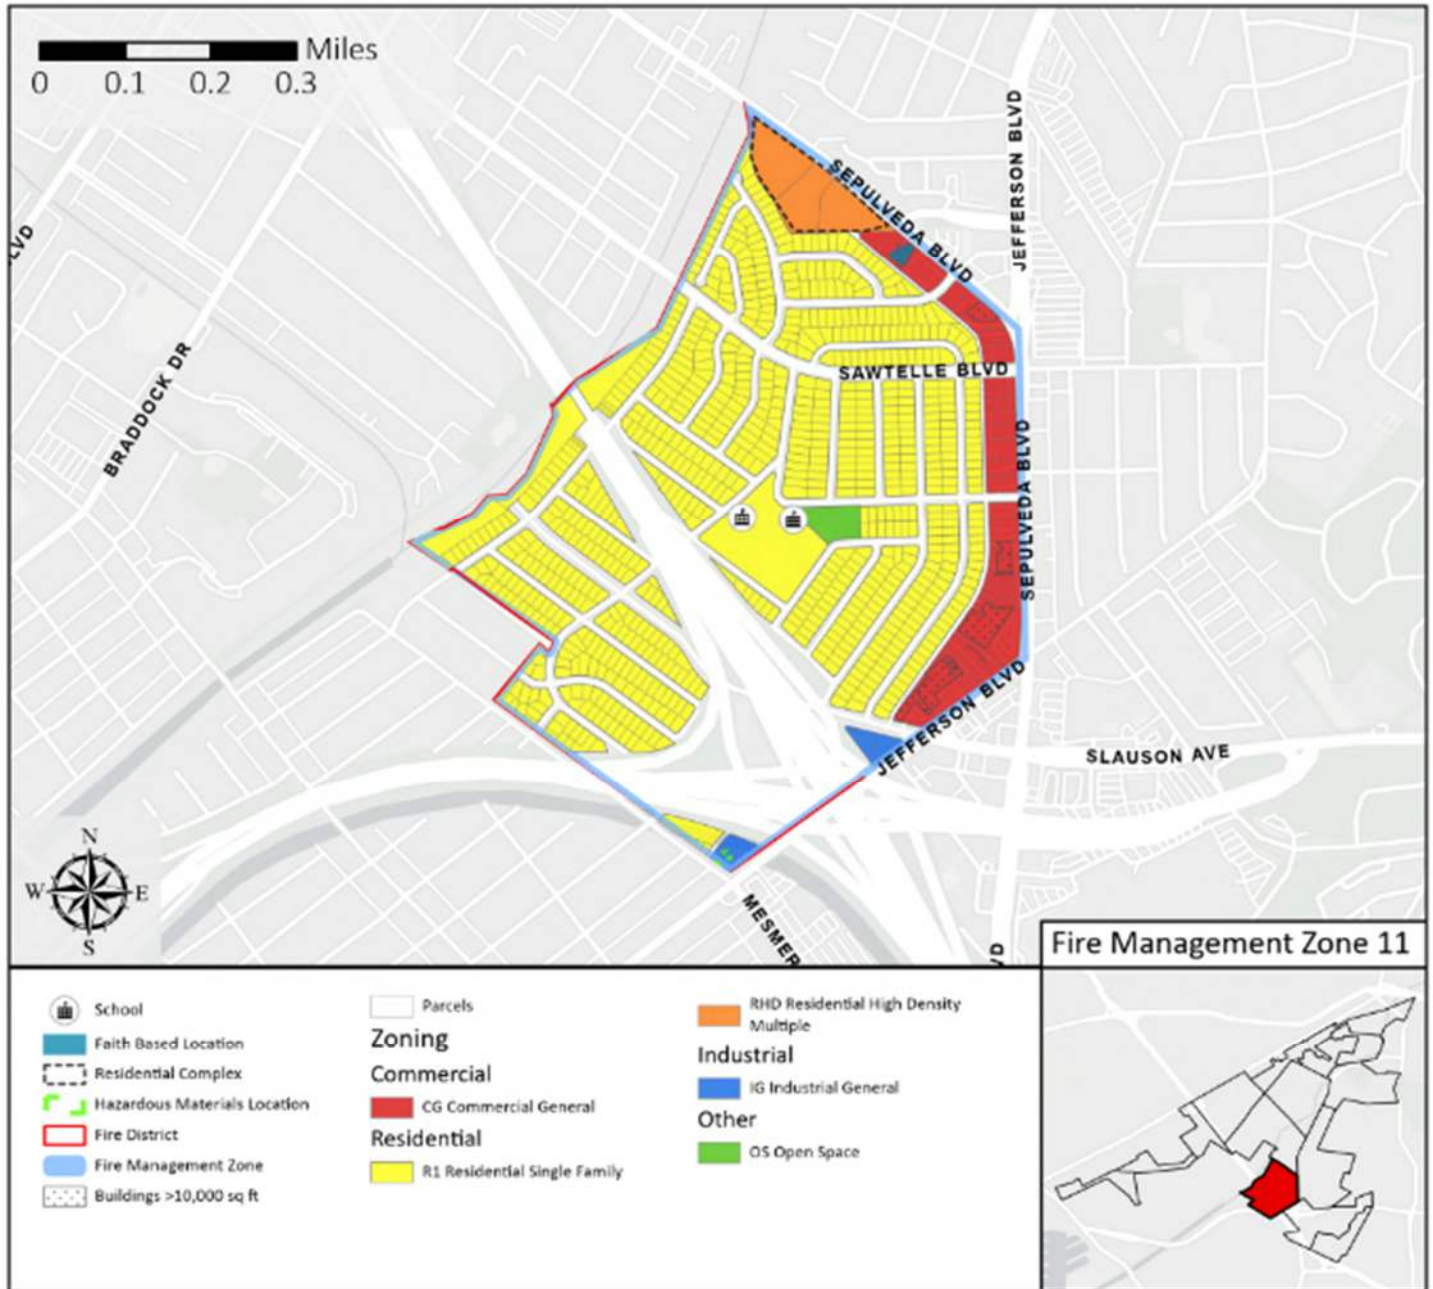 Miles
0 0.1 0.2 0.3
JEFFERSON BLVD
SEPULVEDA BLVD
LVD
BRADDOCK DR
SAWTELLE BLVD
SEPULVEDA BLVD
JEFFERSON BLVD
SLAUSON AVE
MESMER
VD
N
W E
S
Fire Management Zone 11
School
Faith Based Location
Residential Complex
Hazardous Materials Location
Fire District
Fire Management Zone
Buildings >10,000 sq ft
Parcels
Zoning
Commercial
CG Commercial General
Residential
R1 Residential Single Family
RHD Residential High Density
Multiple
Industrial
IG Industrial General
Other
OS Open Space